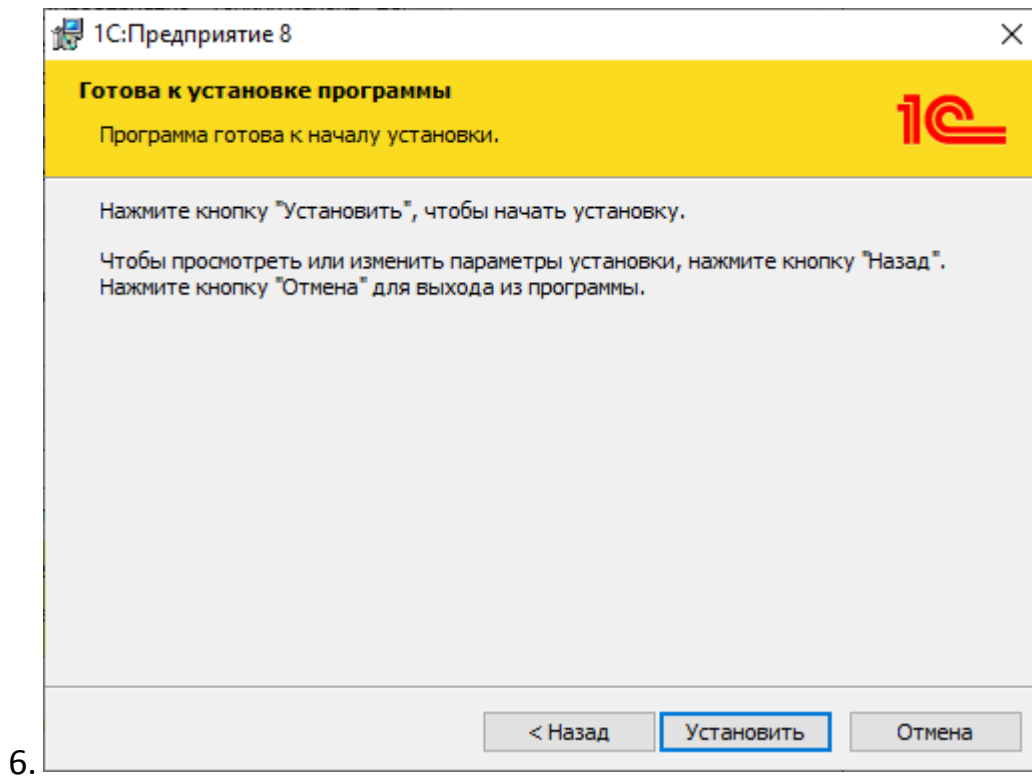 1С:Предприятие 8
Готова к установке программы
Программа готова к началу установки.
1С
Нажмите кнопку "Установить", чтобы начать установку.
Чтобы просмотреть или изменить параметры установки, нажмите кнопку "Назад".
Нажмите кнопку "Отмена" для выхода из программы.
< Назад
Установить
Отмена
6.